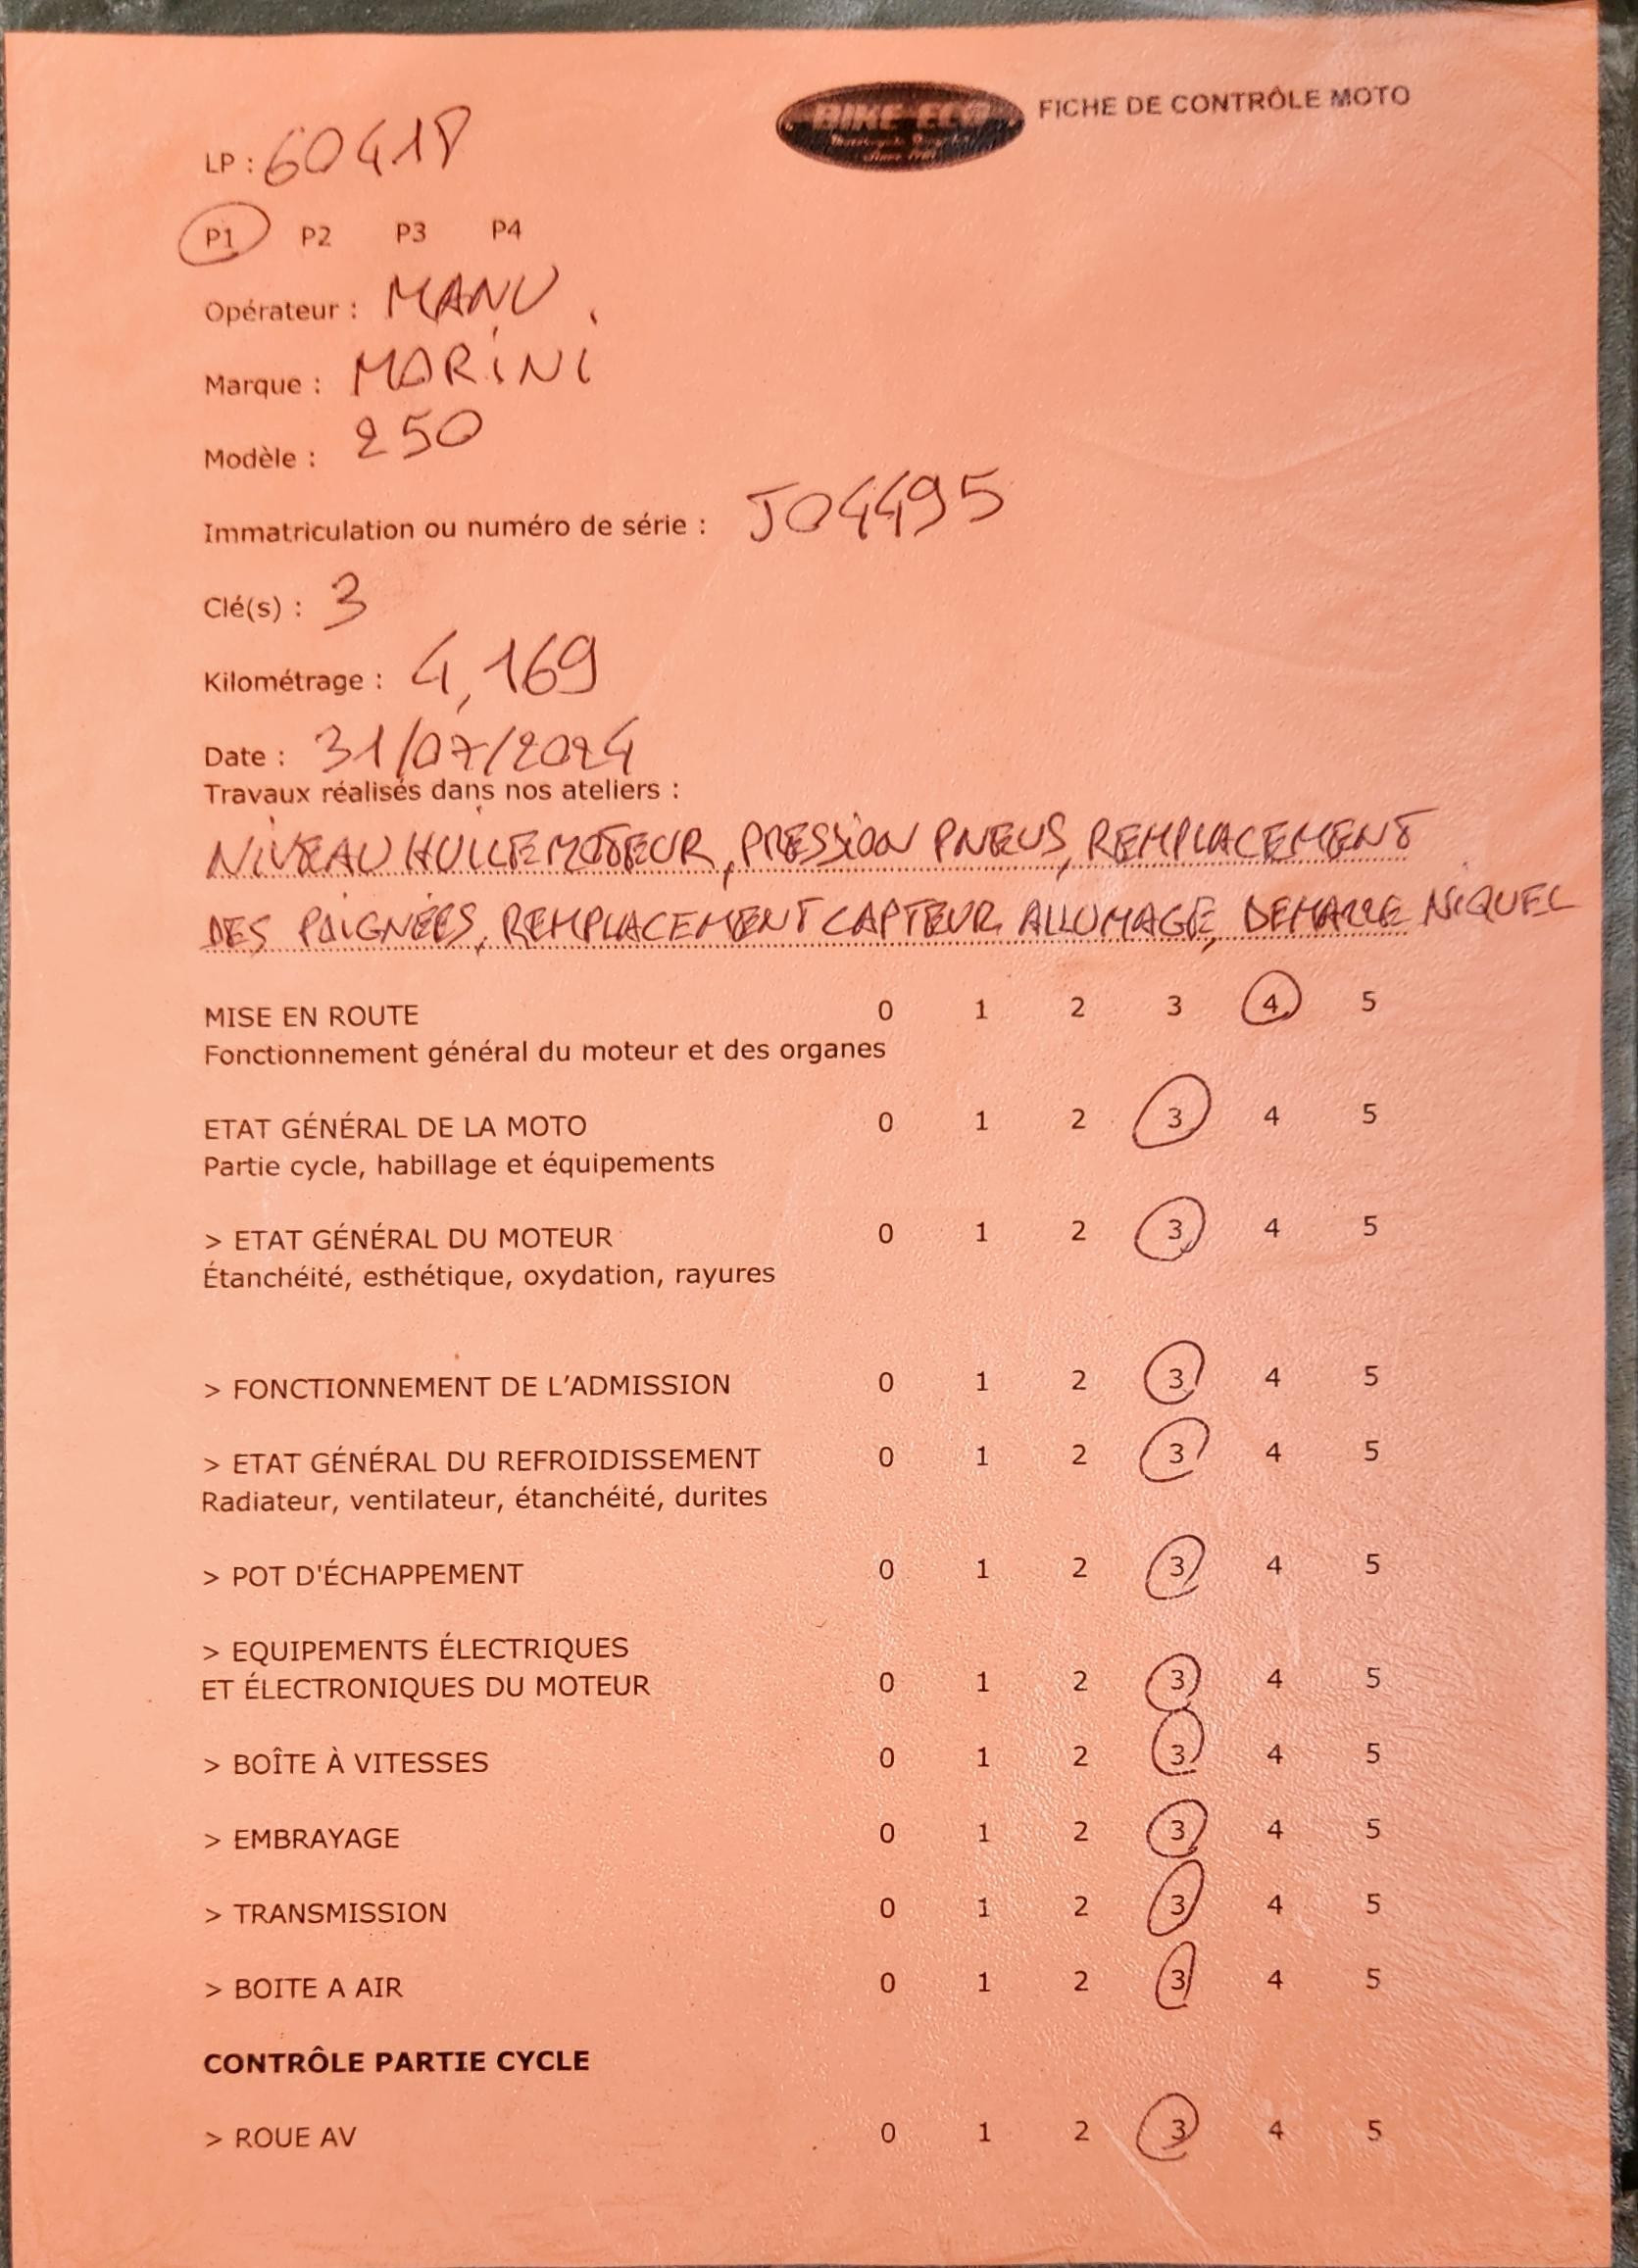 BIKE-ECO FICHE DE CONTRÔLE MOTO
LP : 60418
P1 P2 P3 P4
Opérateur : MANU
Marque : MORINI
Modèle : 250
Immatriculation ou numéro de série : J04495
Clé(s) : 3
Kilométrage : 4,169
Date : 31/07/2024
Travaux réalisés dans nos ateliers :
NIVEAU HUILE MOTEUR, PRESSION PNEUS, REMPLACEMENT
DES POIGNÉES, REMPLACEMENT CAPTEUR ALLUMAGE, DEMARRE NIQUEL
MISE EN ROUTE 0 1 2 3 4 5
Fonctionnement général du moteur et des organes
ETAT GÉNÉRAL DE LA MOTO 0 1 2 3 4 5
Partie cycle, habillage et équipements
> ETAT GÉNÉRAL DU MOTEUR 0 1 2 3 4 5
Étanchéité, esthétique, oxydation, rayures
> FONCTIONNEMENT DE L'ADMISSION 0 1 2 3 4 5
> ETAT GÉNÉRAL DU REFROIDISSEMENT 0 1 2 3 4 5
Radiateur, ventilateur, étanchéité, durites
> POT D'ÉCHAPPEMENT 0 1 2 3 4 5
> EQUIPEMENTS ÉLECTRIQUES
ET ÉLECTRONIQUES DU MOTEUR 0 1 2 3 4 5
> BOÎTE À VITESSES 0 1 2 3 4 5
> EMBRAYAGE 0 1 2 3 4 5
> TRANSMISSION 0 1 2 3 4 5
> BOITE A AIR 0 1 2 3 4 5
CONTRÔLE PARTIE CYCLE
> ROUE AV 0 1 2 3 4 5